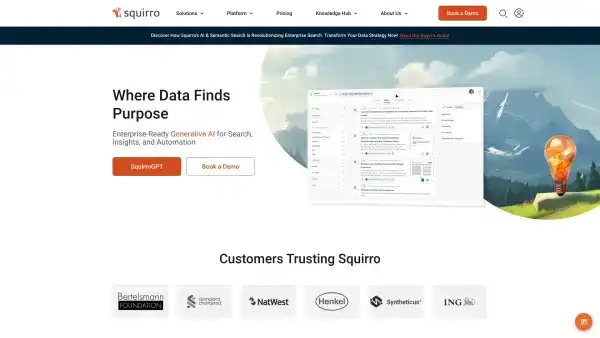 squirro
Solutions
Platform
Pricing
Knowledge Hub
About Us
Book a Demo
Discover How Squirro's AI & Semantic Search Is Revolutionizing Enterprise Search. Transform Your Data Strategy Now! Read the Buyer's Guide!
Where Data Finds
Purpose
Enterprise-Ready Generative AI for Search,
Insights, and Automation
SquirroGPT
Book a Demo
Customers Trusting Squirro
Bertelsmann
FOUNDATION
standard
chartered
NatWest
Henkel
Syntheticus®
ING